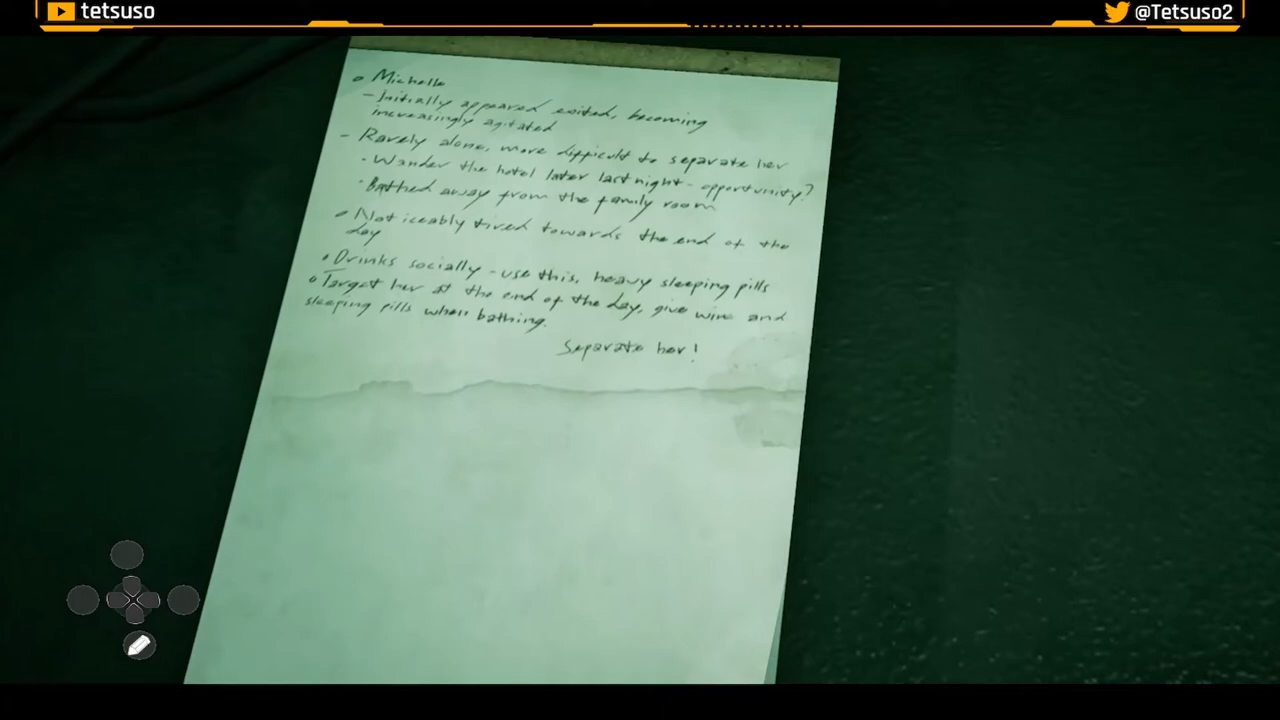 tetsuso
@Tetsuso2
Michelle
- Initially appeared exited, becoming
increasingly agitated
- Rarely alone, more difficult to separate her
• Wander the hotel later last night - opportunity?
• Bathed away from the family room
Noticeably tired towards the end of the
day
• Drinks socially - use this, heavy sleeping pills
Target her at the end of the day, give wine and
sleeping pills when bathing.
Separate her!